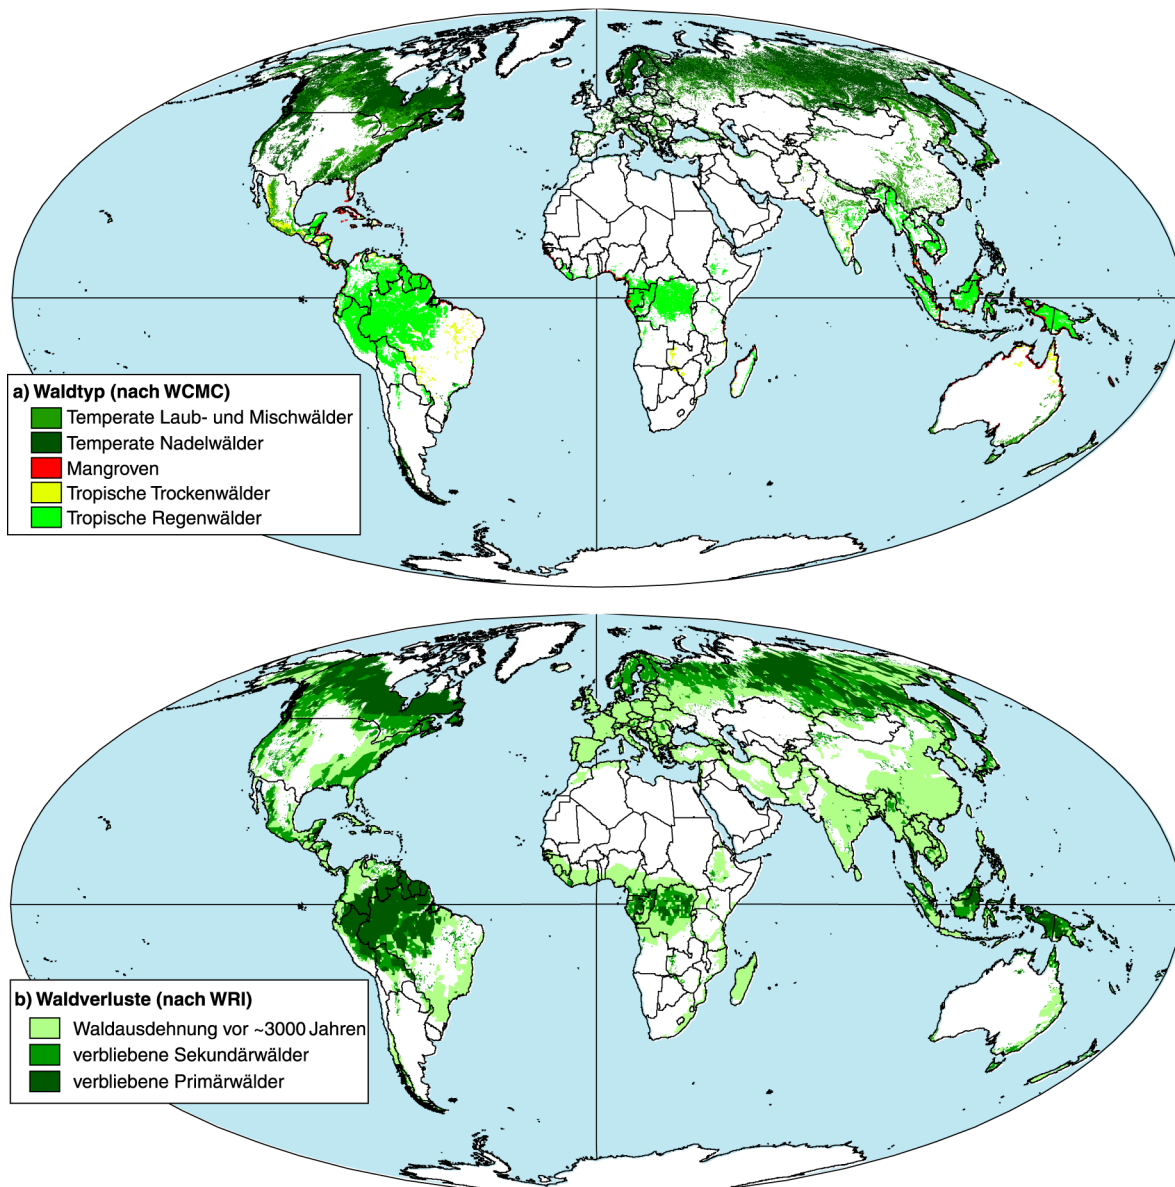 a) Waldtyp (nach WCMC)
Temperate Laub- und Mischwälder
Temperate Nadelwälder
Mangroven
Tropische Trockenwälder
Tropische Regenwälder
b) Waldverluste (nach WRI)
Waldausdehnung vor ~3000 Jahren
verbliebene Sekundärwälder
verbliebene Primärwälder